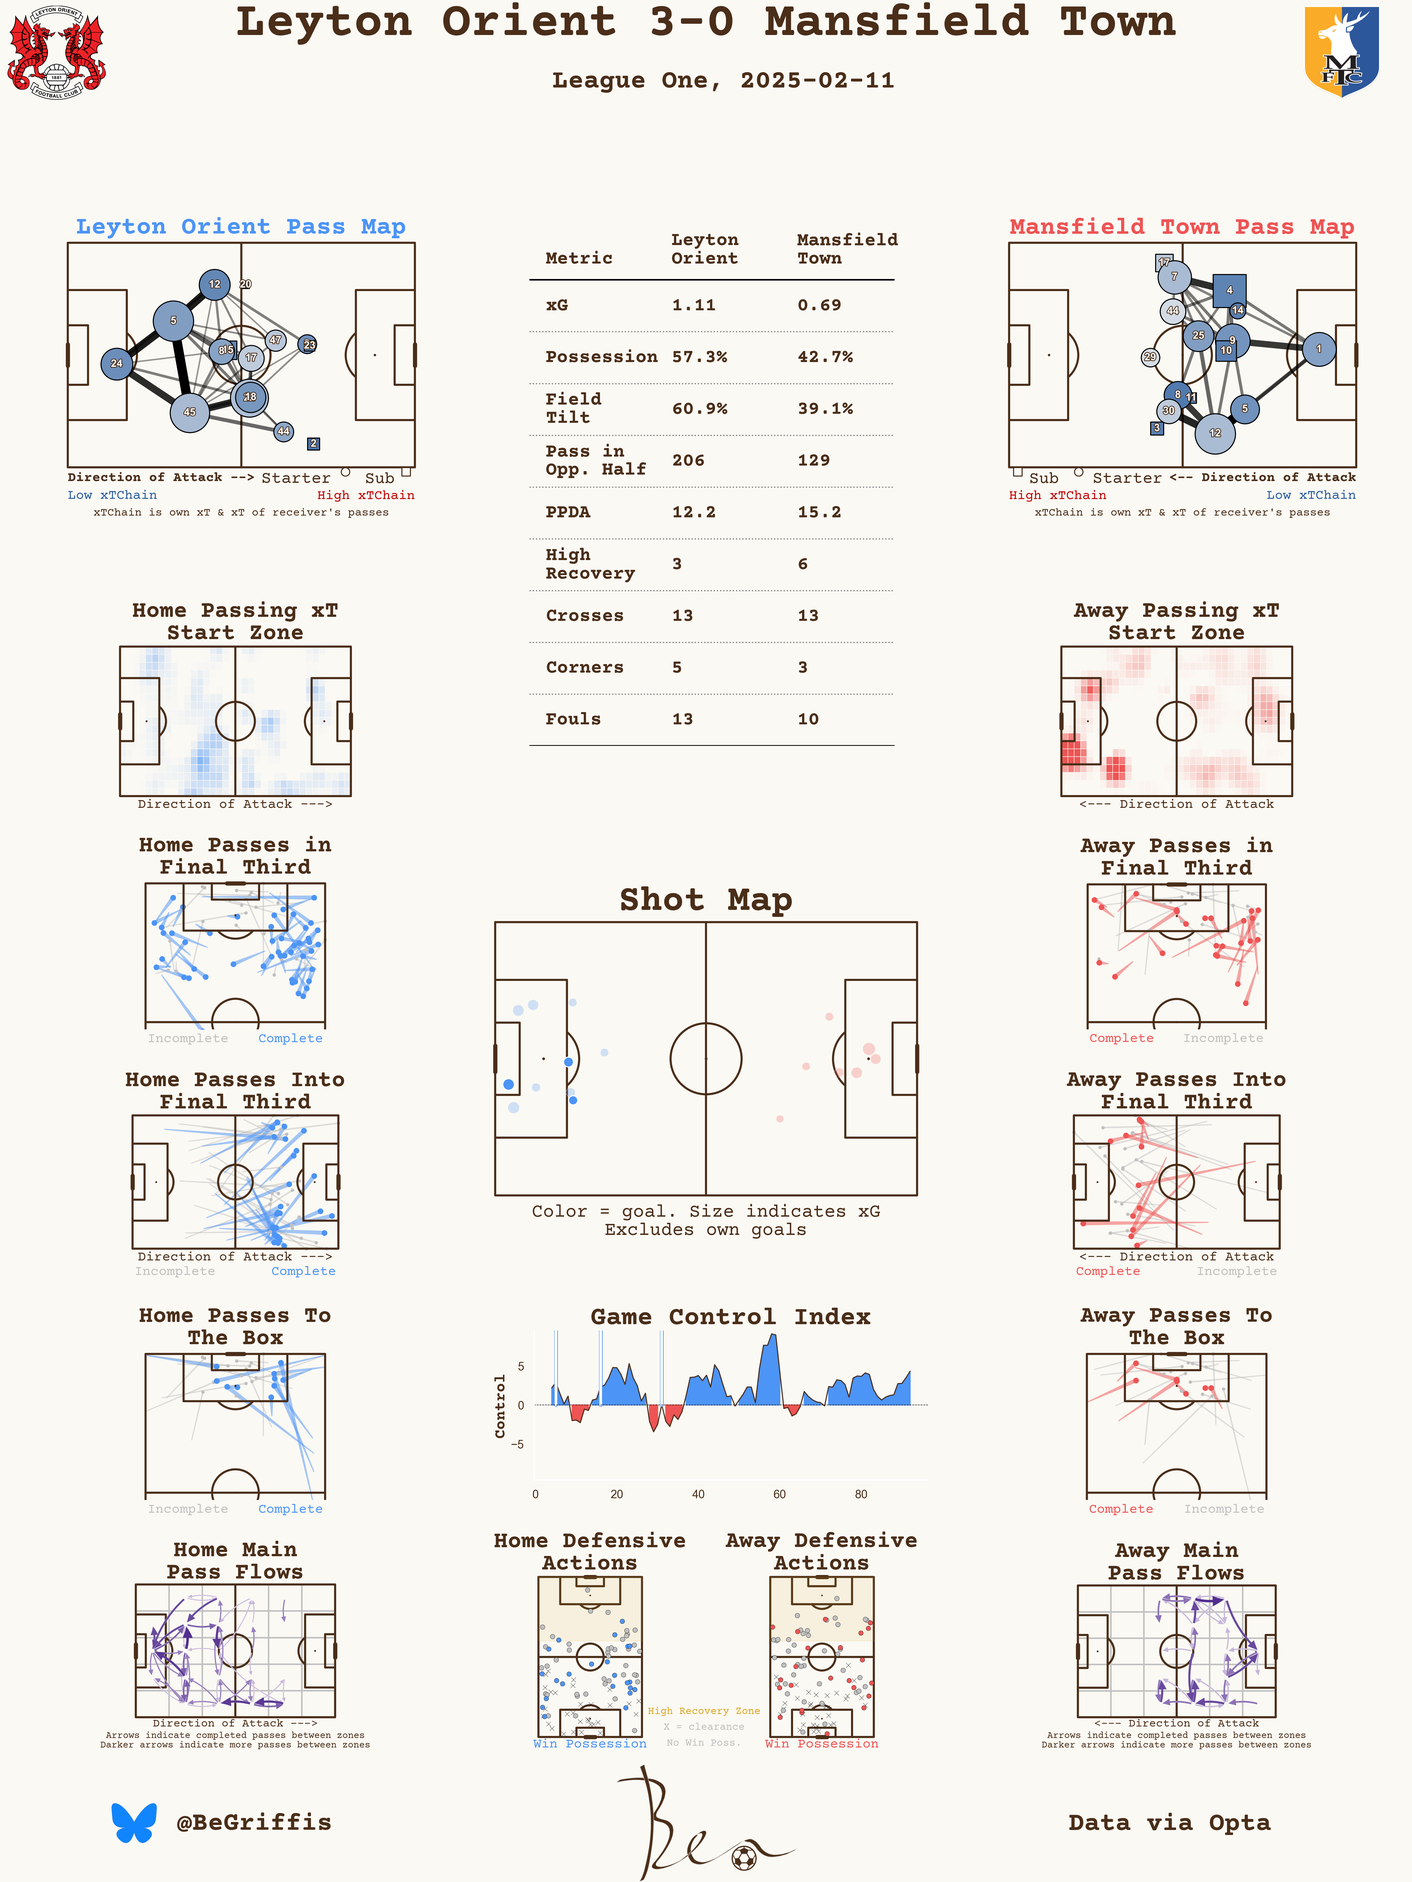 Leyton Orient 3-0 Mansfield Town
League One, 2025-02-11
LEYTON ORIENT
1881
FOOTBALL CLUB
M
F T C
Leyton Orient Pass Map
12
20
5
47
23
8
15
17
24
18
45
44
2
Direction of Attack --> Starter Sub
Low xTChain High xTChain
xTChain is own xT & xT of receiver's passes
Metric Leyton Orient Mansfield Town
xG 1.11 0.69
Possession 57.3% 42.7%
Field Tilt 60.9% 39.1%
Pass in Opp. Half 206 129
PPDA 12.2 15.2
High Recovery 3 6
Crosses 13 13
Corners 5 3
Fouls 13 10
Mansfield Town Pass Map
17
7
4
44
14
25
9
10
1
29
8
11
30
5
3
12
Sub Starter <-- Direction of Attack
High xTChain Low xTChain
xTChain is own xT & xT of receiver's passes
Home Passing xT
Start Zone
Direction of Attack --->
Away Passing xT
Start Zone
<--- Direction of Attack
Home Passes in
Final Third
Incomplete Complete
Away Passes in
Final Third
Complete Incomplete
Shot Map
Color = goal. Size indicates xG
Excludes own goals
Home Passes Into
Final Third
Direction of Attack --->
Incomplete Complete
Away Passes Into
Final Third
<--- Direction of Attack
Complete Incomplete
Home Passes To
The Box
Incomplete Complete
Game Control Index
Control
5
0
−5
0 20 40 60 80
Away Passes To
The Box
Complete Incomplete
Home Main
Pass Flows
Direction of Attack --->
Arrows indicate completed passes between zones
Darker arrows indicate more passes between zones
Home Defensive
Actions
Win Possession
High Recovery Zone
X = clearance
No Win Poss.
Away Defensive
Actions
Win Possession
Away Main
Pass Flows
<--- Direction of Attack
Arrows indicate completed passes between zones
Darker arrows indicate more passes between zones
@BeGriffis
Ben
Data via Opta